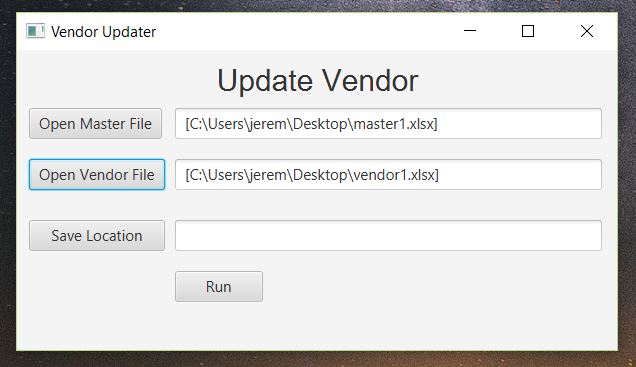 Vendor Updater
Update Vendor
Open Master File [C:\Users\jerem\Desktop\master1.xlsx]
Open Vendor File [C:\Users\jerem\Desktop\vendor1.xlsx]
Save Location
Run